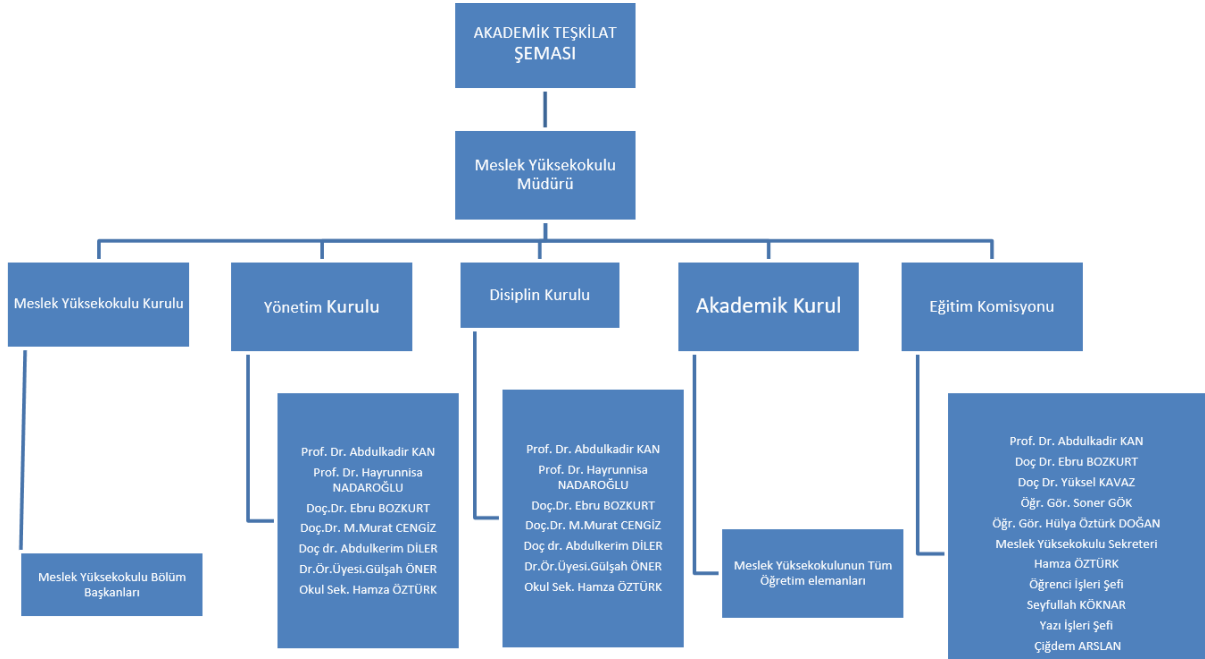 AKADEMİK TEŞKİLAT
ŞEMASI
Meslek Yüksekokulu
Müdürü
Meslek Yüksekokulu Kurulu
Yönetim Kurulu
Disiplin Kurulu
Akademik Kurul
Eğitim Komisyonu
Meslek Yüksekokulu Bölüm
Başkanları
Prof. Dr. Abdulkadir KAN
Prof. Dr. Hayrunnisa
NADAROĞLU
Doç.Dr. Ebru BOZKURT
Doç.Dr. M.Murat CENGİZ
Doç dr. Abdulkerim DİLER
Dr.Ör.Üyesi.Gülşah ÖNER
Okul Sek. Hamza ÖZTÜRK
Prof. Dr. Abdulkadir KAN
Prof. Dr. Hayrunnisa
NADAROĞLU
Doç.Dr. Ebru BOZKURT
Doç.Dr. M.Murat CENGİZ
Doç dr. Abdulkerim DİLER
Dr.Ör.Üyesi.Gülşah ÖNER
Okul Sek. Hamza ÖZTÜRK
Meslek Yüksekokulunun Tüm
Öğretim elemanları
Prof. Dr. Abdulkadir KAN
Doç Dr. Ebru BOZKURT
Doç Dr. Yüksel KAVAZ
Öğr. Gör. Soner GÖK
Öğr. Gör. Hülya Öztürk DOĞAN
Meslek Yüksekokulu Sekreteri
Hamza ÖZTÜRK
Öğrenci İşleri Şefi
Seyfullah KÖKNAR
Yazı İşleri Şefi
Çiğdem ARSLAN